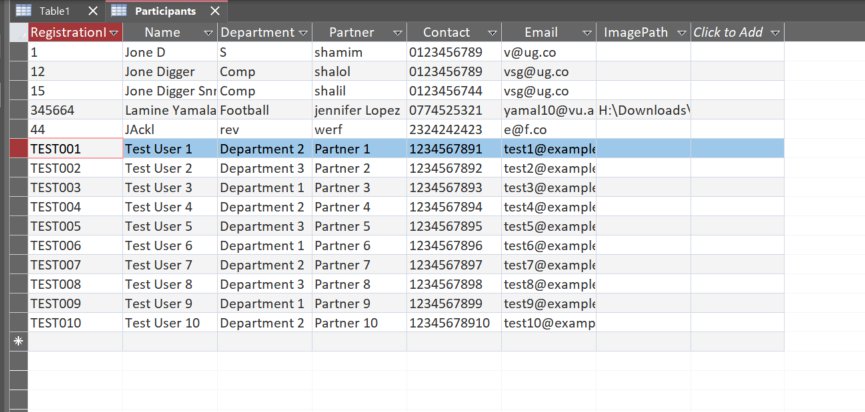 Table1 Participants
RegistrationI Name Department Partner Contact Email ImagePath Click to Add
1 Jone D S shamim 0123456789 v@ug.co
12 Jone Digger Comp shalol 0123456789 vsg@ug.co
15 Jone Digger Snr Comp shalil 0123456744 vsg@ug.co
345664 Lamine Yamala Football jennifer Lopez 0774525321 yamal10@vu.a H:\Downloads\
44 JAckl rev werf 2324242423 e@f.co
TEST001 Test User 1 Department 2 Partner 1 1234567891 test1@example
TEST002 Test User 2 Department 3 Partner 2 1234567892 test2@example
TEST003 Test User 3 Department 1 Partner 3 1234567893 test3@example
TEST004 Test User 4 Department 2 Partner 4 1234567894 test4@example
TEST005 Test User 5 Department 3 Partner 5 1234567895 test5@example
TEST006 Test User 6 Department 1 Partner 6 1234567896 test6@example
TEST007 Test User 7 Department 2 Partner 7 1234567897 test7@example
TEST008 Test User 8 Department 3 Partner 8 1234567898 test8@example
TEST009 Test User 9 Department 1 Partner 9 1234567899 test9@example
TEST010 Test User 10 Department 2 Partner 10 12345678910 test10@examp